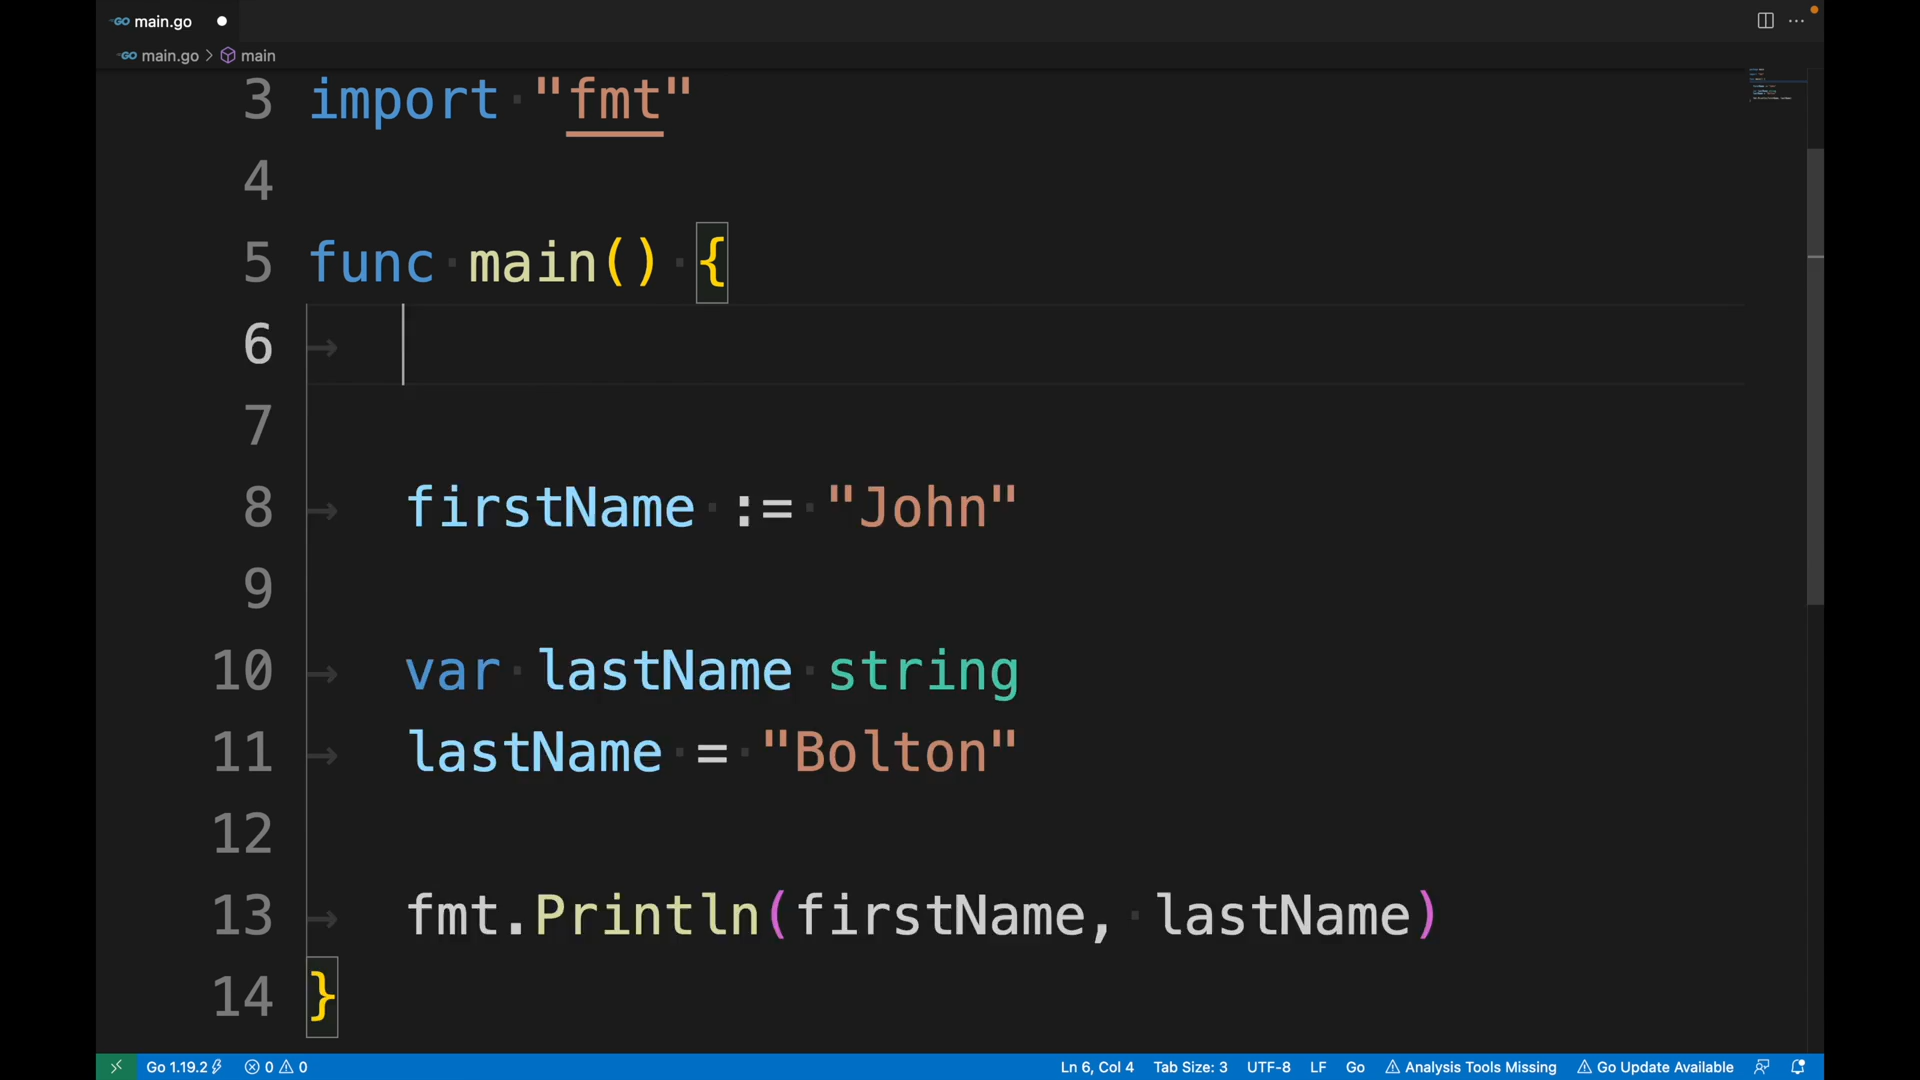 main.go
main.go > main
3 import "fmt"
4
5 func main() {
6
7
8 firstName := "John"
9
10 var lastName string
11 lastName = "Bolton"
12
13 fmt.Println(firstName, lastName)
14 }
Go 1.19.2 0 0 Ln 6, Col 4 Tab Size: 3 UTF-8 LF Go Analysis Tools Missing Go Update Available